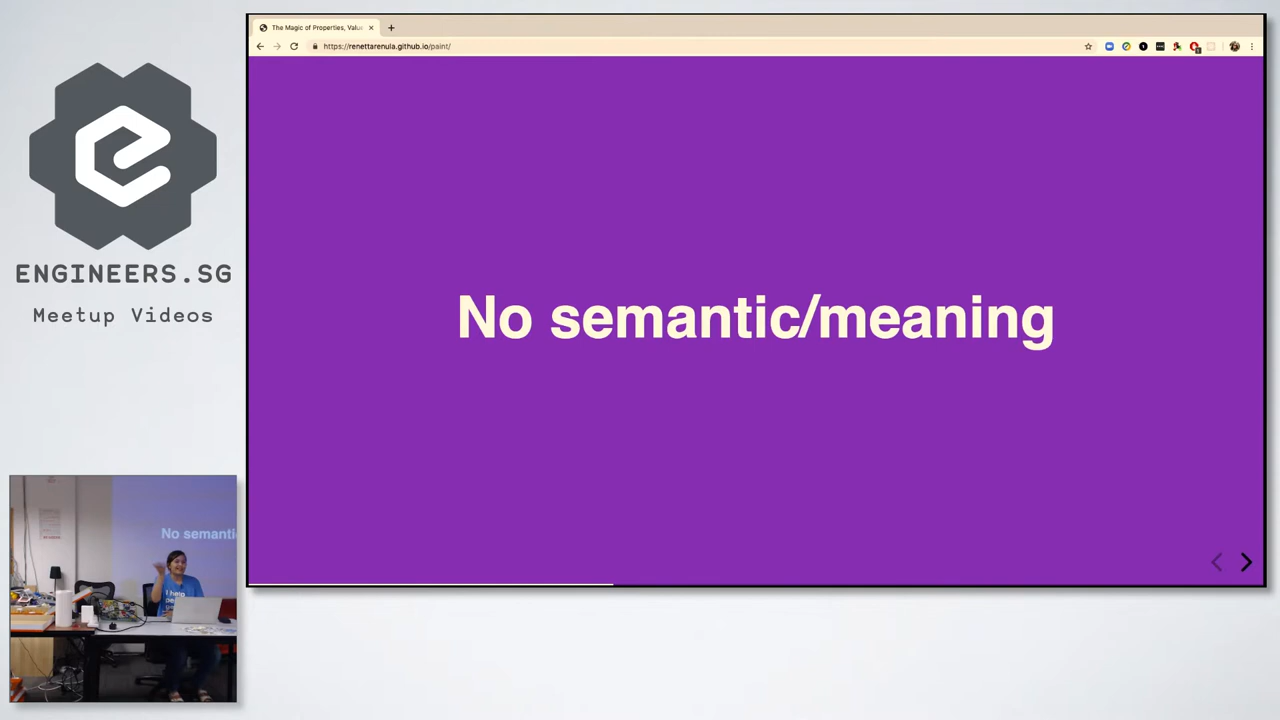 The Magic of Properties, Valu
https://renettarenula.github.io/paint/
ENGINEERS.SG
Meetup Videos
No semantic/meaning
No semanti
I help